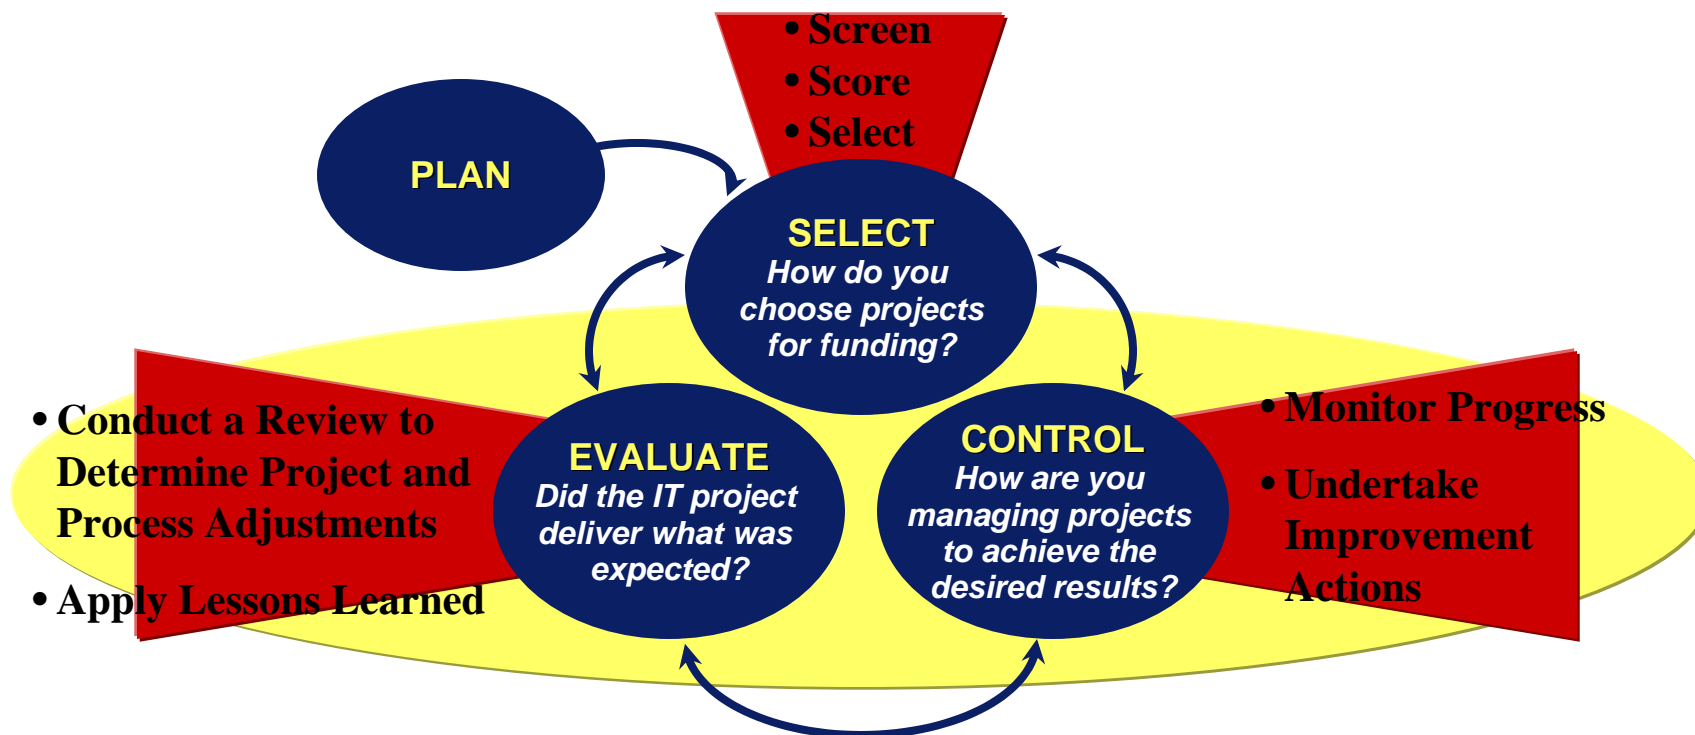 • Screen
• Score
• Select
PLAN
SELECT
How do you
choose projects
for funding?
• Conduct a Review to
Determine Project and
Process Adjustments
• Apply Lessons Learned
EVALUATE
Did the IT project
deliver what was
expected?
CONTROL
How are you
managing projects
to achieve the
desired results?
• Monitor Progress
• Undertake
Improvement
Actions